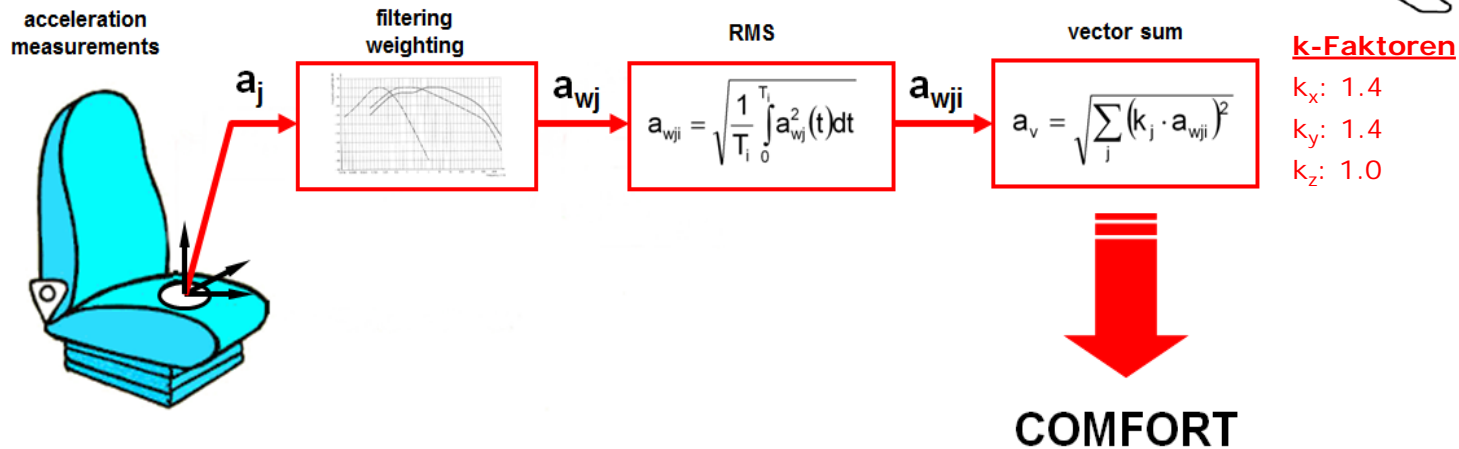 acceleration
measurements
filtering
weighting
RMS
vector sum
k-Faktoren
a_j
a_wj
a_wji = √(1/T_i ∫_0^T_i a_wj^2(t)dt)
a_wji
a_v = √(∑_j (k_j · a_wji)^2)
k_x: 1.4
k_y: 1.4
k_z: 1.0
COMFORT